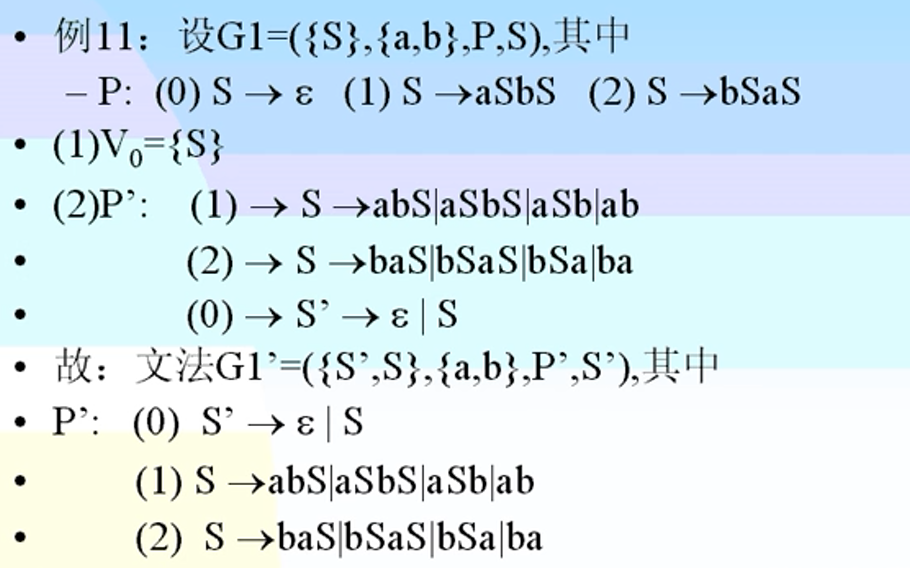 • 例11：设G1=({S},{a,b},P,S),其中
– P: (0) S → ε (1) S →aSbS (2) S →bSaS
• (1)V₀={S}
• (2)P’: (1) → S →abS|aSbS|aSb|ab
• (2) → S →baS|bSaS|bSa|ba
• (0) → S’ → ε | S
• 故：文法G1’=({S’,S},{a,b},P’,S’),其中
• P’: (0) S’ → ε | S
• (1) S →abS|aSbS|aSb|ab
• (2) S →baS|bSaS|bSa|ba